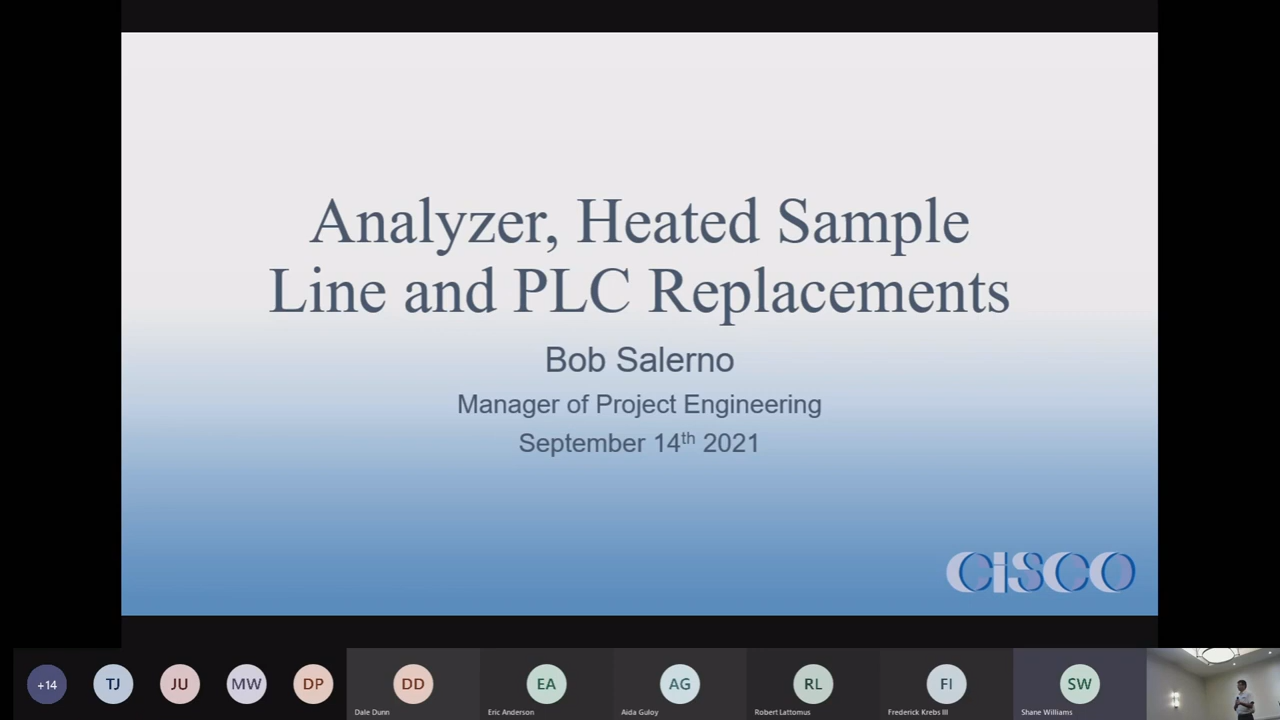 Analyzer, Heated Sample
Line and PLC Replacements
Bob Salerno
Manager of Project Engineering
September 14th 2021
CiSCO
+14
TJ
JU
MW
DP
DD
EA
AG
RL
FI
SW
Dale Dunn
Eric Anderson
Aida Guloy
Robert Lattomus
Frederick Krebs III
Shane Williams